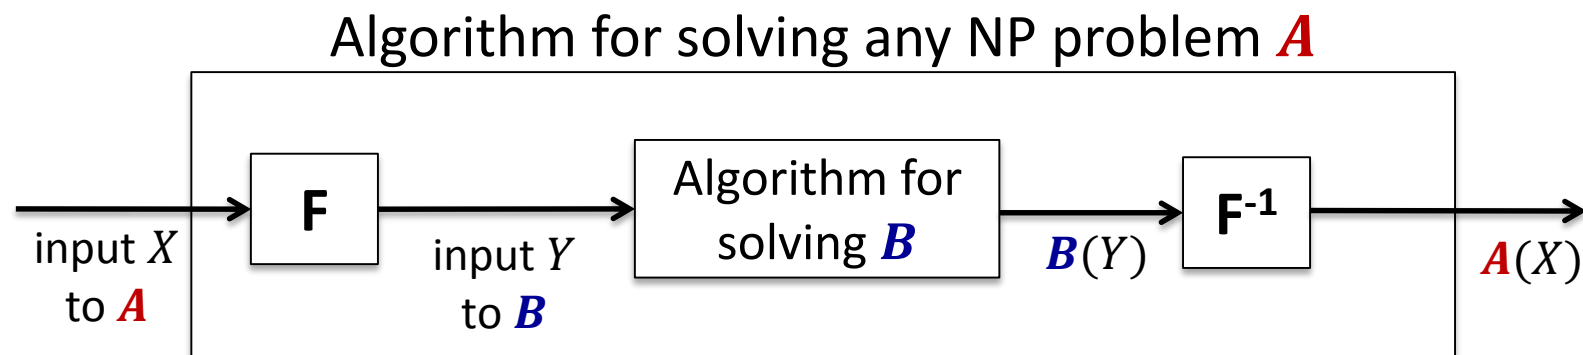 Algorithm for solving any NP problem A
F
Algorithm for
solving B
F-1
input X
to A
input Y
to B
B(Y)
A(X)